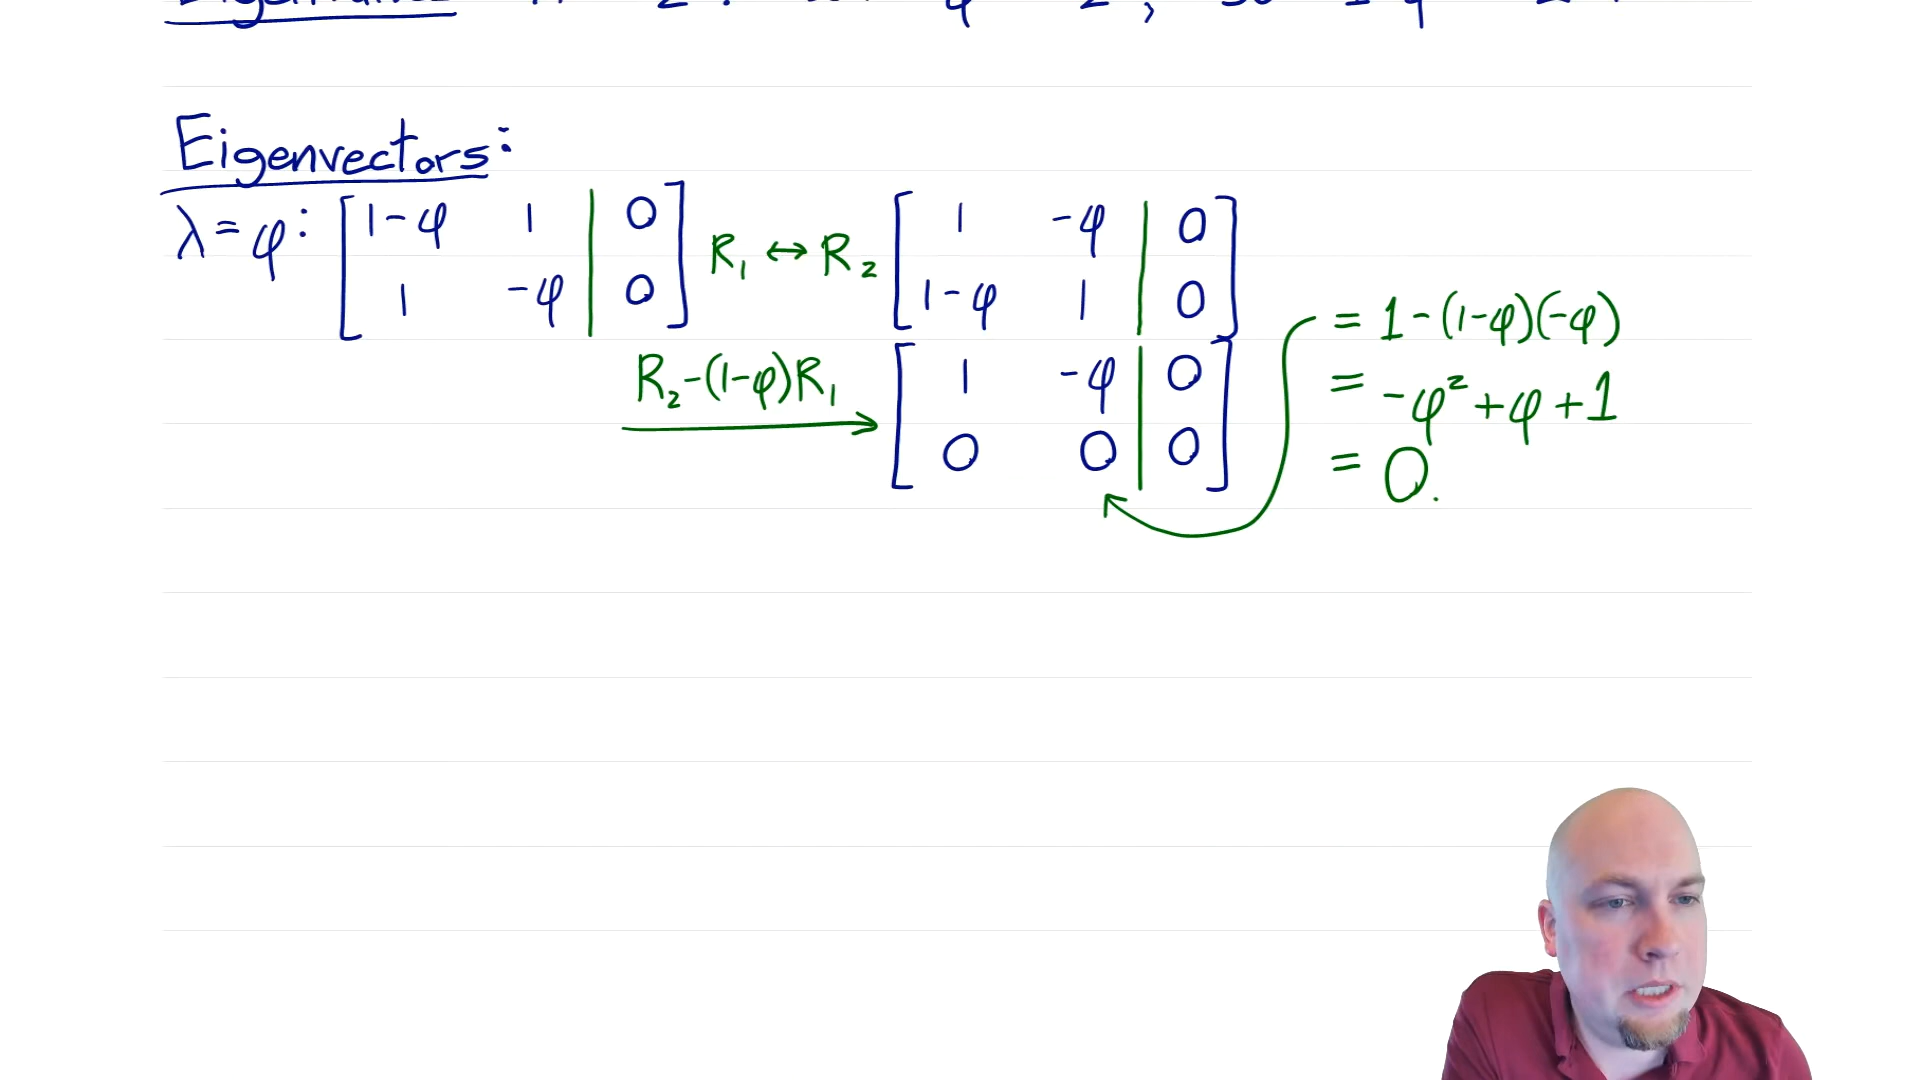 Eigenvectors:
λ=φ: [1-φ 1 | 0] R₁ ↔ R₂ [1 -φ | 0]
[1 -φ | 0] [1-φ 1 | 0]
= 1-(1-φ)(-φ)
R₂-(1-φ)R₁ [1 -φ | 0]
= -φ²+φ+1
[0 0 | 0]
= 0.